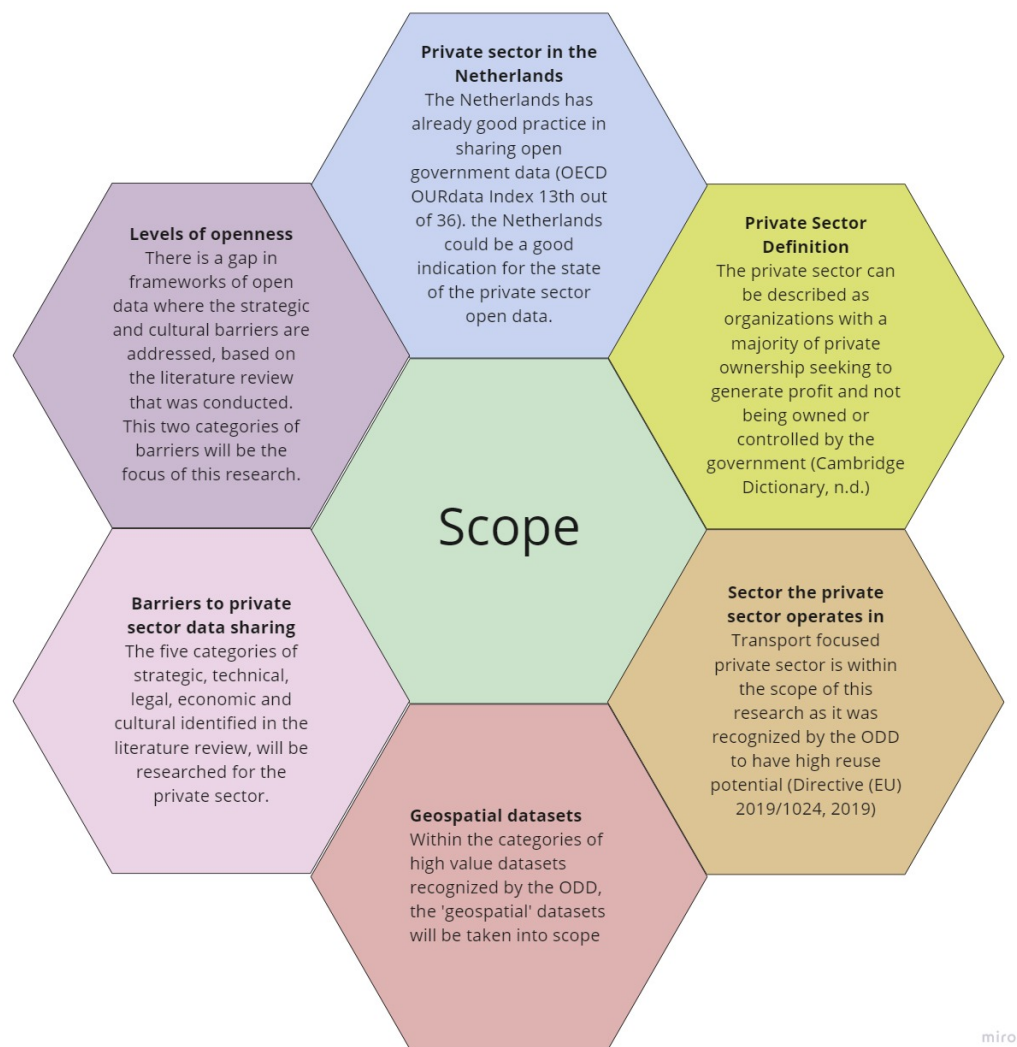 Private sector in the
Netherlands
The Netherlands has
already good practice in
sharing open
government data (OECD
OURdata Index 13th out
of 36). the Netherlands
could be a good
indication for the state
of the private sector
open data.
Levels of openness
There is a gap in
frameworks of open
data where the strategic
and cultural barriers are
addressed, based on
the literature review
that was conducted.
This two categories of
barriers will be the
focus of this research.
Private Sector
Definition
The private sector can
be described as
organizations with a
majority of private
ownership seeking to
generate profit and not
being owned or
controlled by the
government (Cambridge
Dictionary, n.d.)
Scope
Barriers to private
sector data sharing
The five categories of
strategic, technical,
legal, economic and
cultural identified in the
literature review, will be
researched for the
private sector.
Sector the private
sector operates in
Transport focused
private sector is within
the scope of this
research as it was
recognized by the ODD
to have high reuse
potential (Directive (EU)
2019/1024, 2019)
Geospatial datasets
Within the categories of
high value datasets
recognized by the ODD,
the 'geospatial' datasets
will be taken into scope
miro